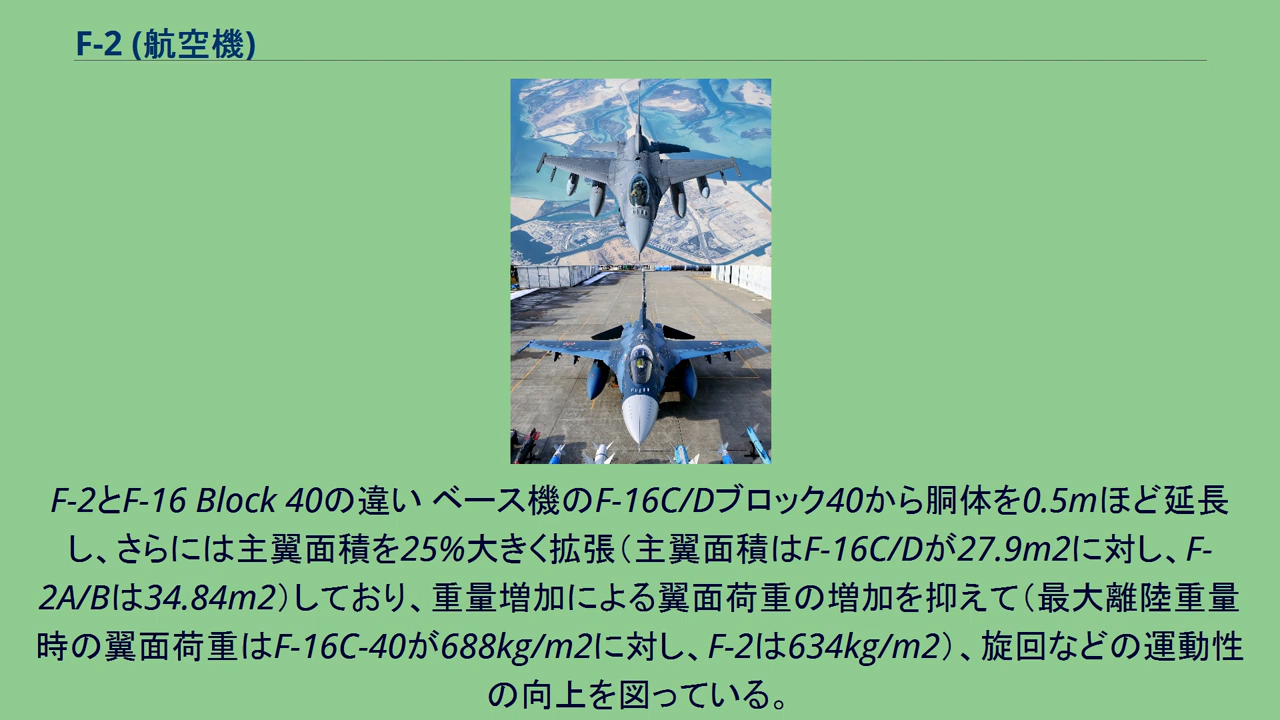 F-2 (航空機)
F-2とF-16 Block 40の違い ベース機のF-16C/Dブロック40から胴体を0.5mほど延長
し、さらには主翼面積を25%大きく拡張（主翼面積はF-16C/Dが27.9m2に対し、F-
2A/Bは34.84m2）しており、重量増加による翼面荷重の増加を抑えて（最大離陸重量
時の翼面荷重はF-16C-40が688kg/m2に対し、F-2は634kg/m2）、旋回などの運動性
の向上を図っている。